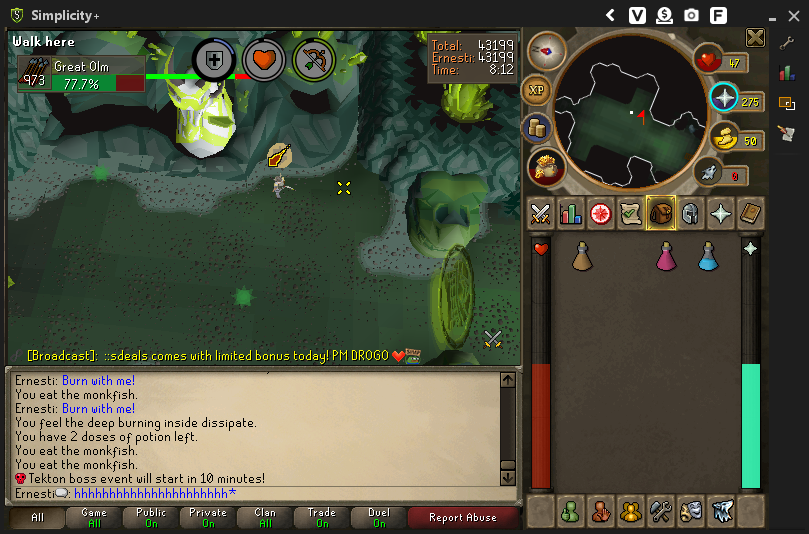 Simplicity+
Walk here
Great Olm
973
77.7%
Total: 43199
Ernesti: 43199
Time: 8:12
XP
47
275
50
0
[Broadcast]: ::sdeals comes with limited bonus today! PM DROGO
Ernesti: Burn with me!
You eat the monkfish.
Ernesti: Burn with me!
You feel the deep burning inside dissipate.
You have 2 doses of potion left.
You eat the monkfish.
You eat the monkfish.
Tekton boss event will start in 10 minutes!
Ernesti: hhhhhhhhhhhhhhhhhhhhhh*
All
Game
All
Public
On
Private
On
Clan
All
Trade
On
Duel
On
Report Abuse